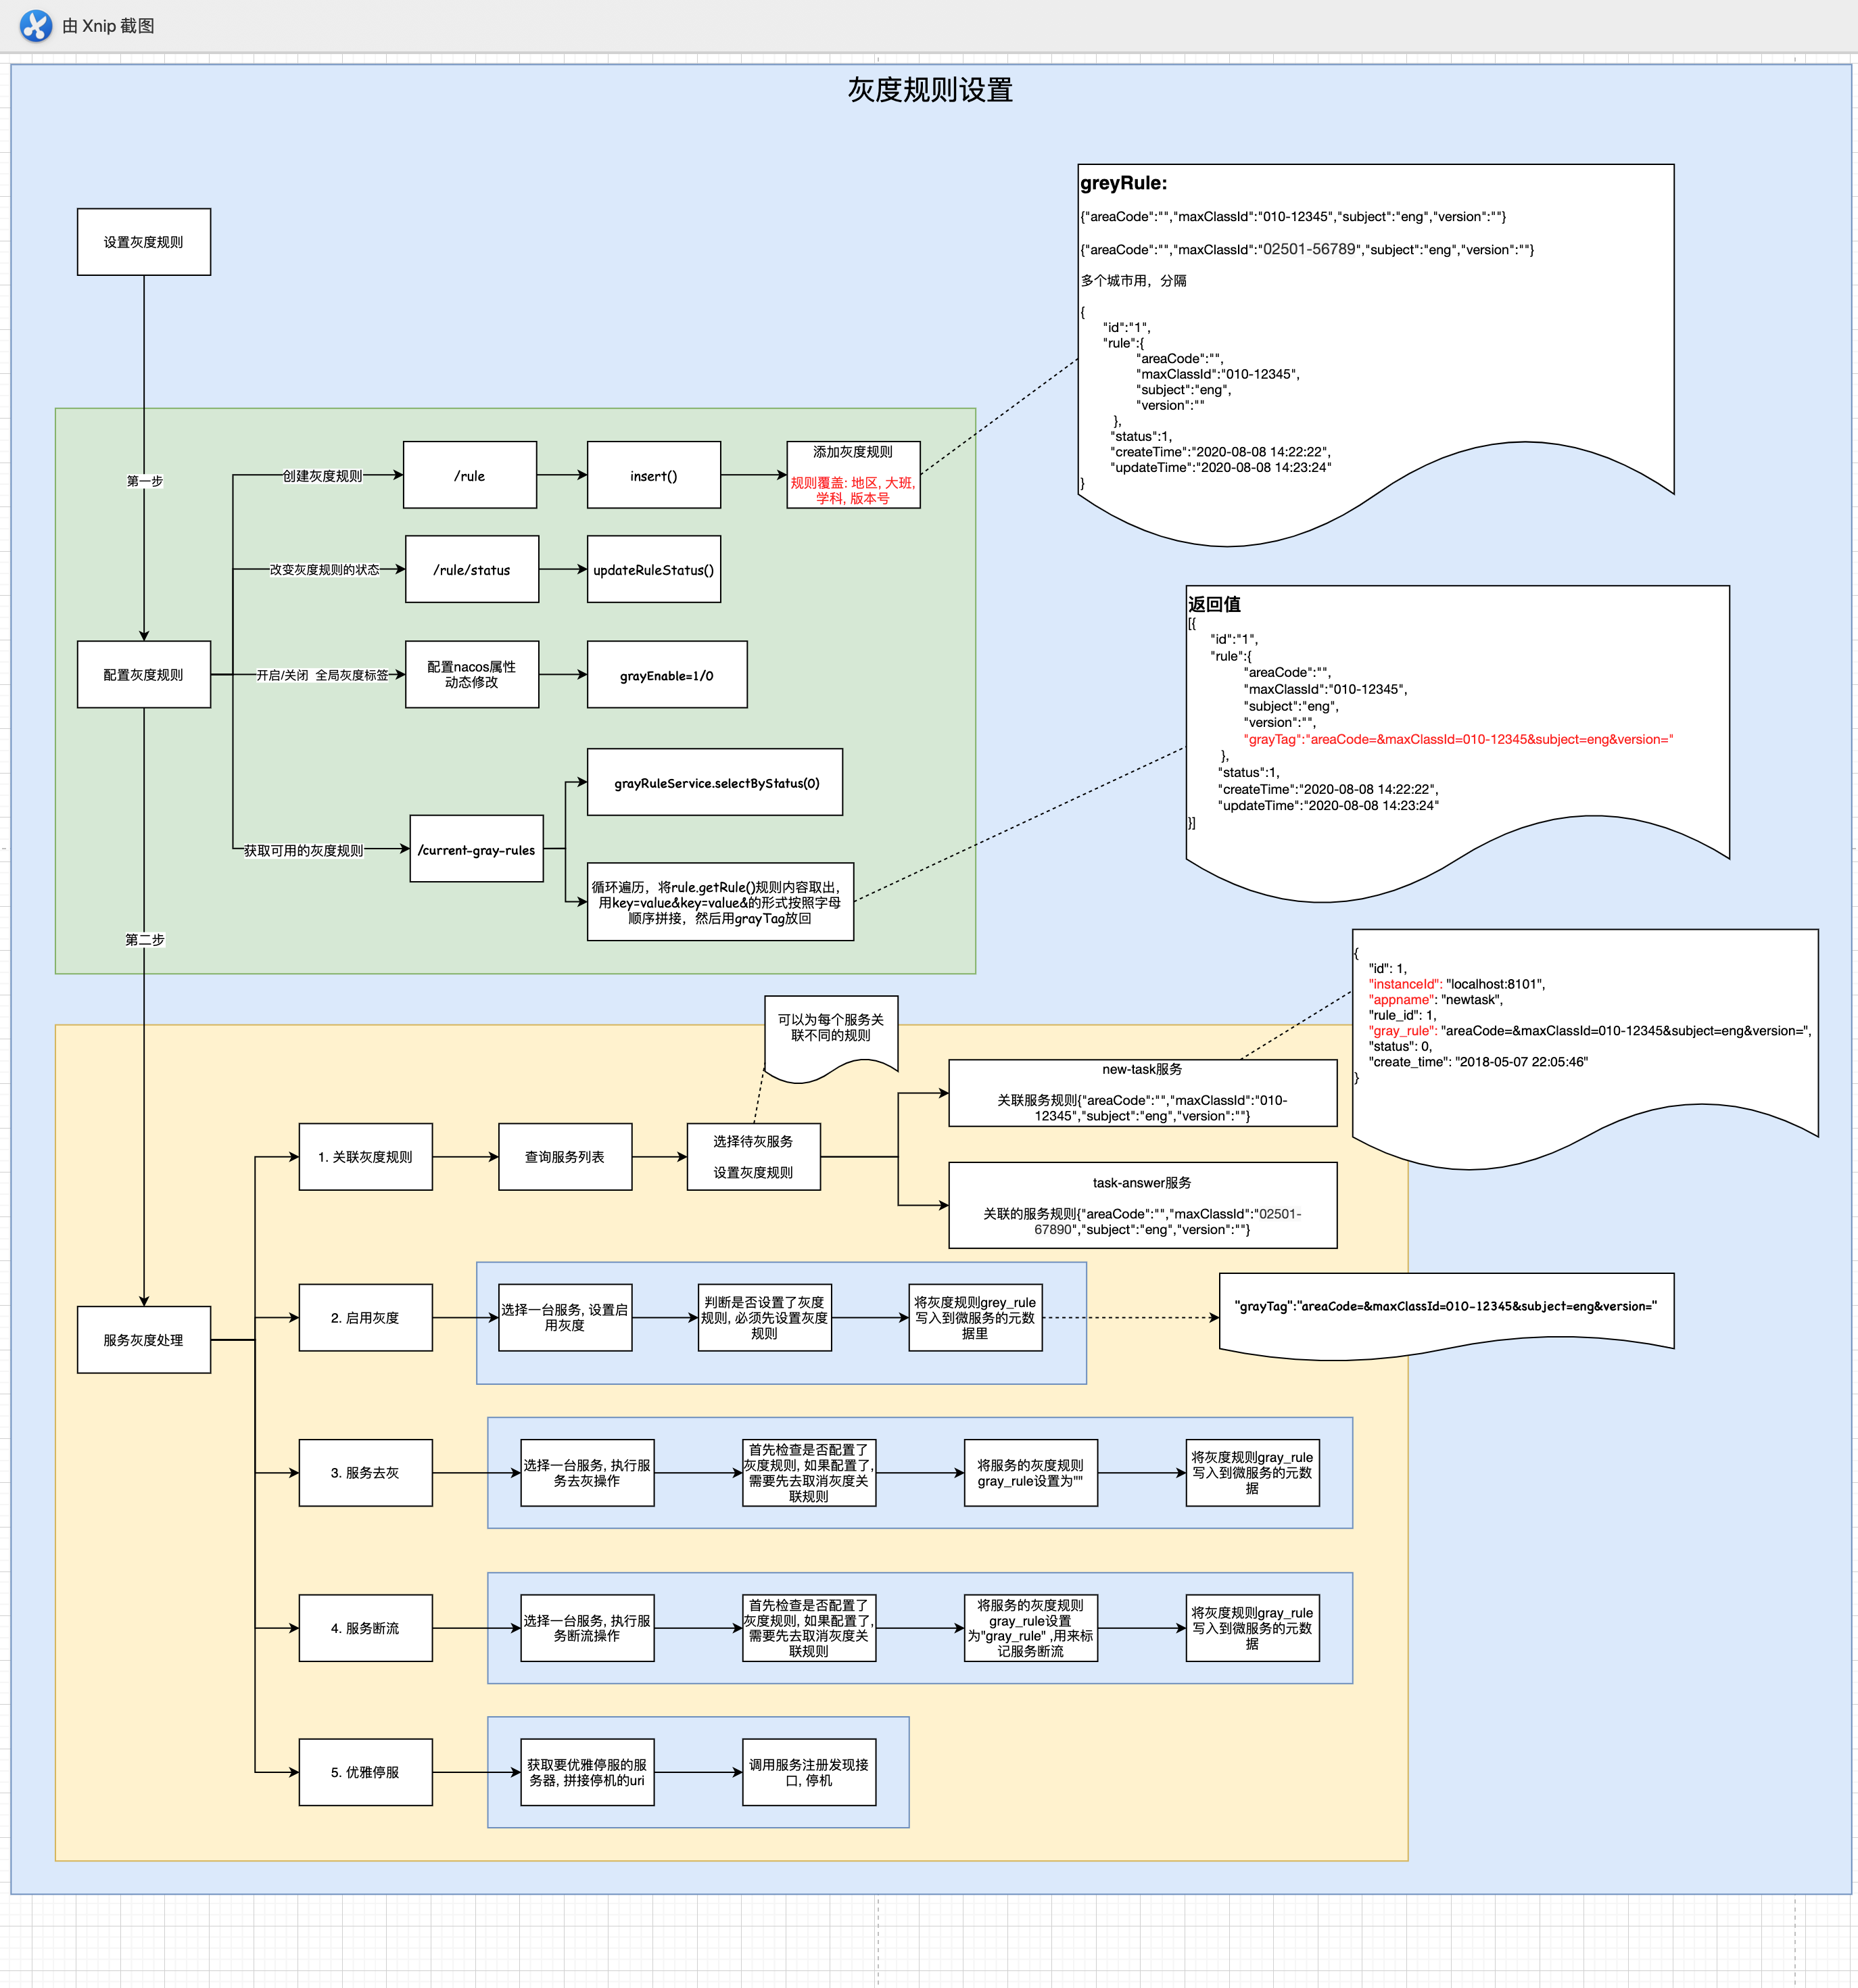 由 Xnip 截图
灰度规则设置
greyRule:
{"areaCode":"","maxClassId":"010-12345","subject":"eng","version":""}
{"areaCode":"","maxClassId":"02501-56789","subject":"eng","version":""}
多个城市用，分隔
{
"id":"1",
"rule":{
"areaCode":"",
"maxClassId":"010-12345",
"subject":"eng",
"version":""
},
"status":1,
"createTime":"2020-08-08 14:22:22",
"updateTime":"2020-08-08 14:23:24"
}
设置灰度规则
第一步
创建灰度规则
/rule
insert()
添加灰度规则
规则覆盖: 地区, 大班,
学科, 版本号
改变灰度规则的状态
/rule/status
updateRuleStatus()
配置灰度规则
开启/关闭 全局灰度标签
配置nacos属性
动态修改
grayEnable=1/0
获取可用的灰度规则
/current-gray-rules
grayRuleService.selectByStatus(0)
循环遍历，将rule.getRule()规则内容取出，
用key=value&key=value&的形式按照字母
顺序拼接，然后用grayTag放回
返回值
[{
"id":"1",
"rule":{
"areaCode":"",
"maxClassId":"010-12345",
"subject":"eng",
"version":"",
"grayTag":"areaCode=&maxClassId=010-12345&subject=eng&version="
},
"status":1,
"createTime":"2020-08-08 14:22:22",
"updateTime":"2020-08-08 14:23:24"
}]
第二步
{
"id": 1,
"instanceId": "localhost:8101",
"appname": "newtask",
"rule_id": 1,
"gray_rule": "areaCode=&maxClassId=010-12345&subject=eng&version=",
"status": 0,
"create_time": "2018-05-07 22:05:46"
}
可以为每个服务关
联不同的规则
服务灰度处理
1. 关联灰度规则
查询服务列表
选择待灰服务
设置灰度规则
new-task服务
关联服务规则{"areaCode":"","maxClassId":"010-
12345","subject":"eng","version":""}
task-answer服务
关联的服务规则{"areaCode":"","maxClassId":"02501-
67890","subject":"eng","version":""}
2. 启用灰度
选择一台服务, 设置启
用灰度
判断是否设置了灰度
规则, 必须先设置灰度
规则
将灰度规则grey_rule
写入到微服务的元数
据里
"grayTag":"areaCode=&maxClassId=010-12345&subject=eng&version="
3. 服务去灰
选择一台服务, 执行服
务去灰操作
首先检查是否配置了
灰度规则, 如果配置了,
需要先去取消灰度关
联规则
将服务的灰度规则
gray_rule设置为""
将灰度规则gray_rule
写入到微服务的元数
据
4. 服务断流
选择一台服务, 执行服
务断流操作
首先检查是否配置了
灰度规则, 如果配置了,
需要先去取消灰度关
联规则
将服务的灰度规则
gray_rule设置
为"gray_rule" ,用来标
记服务断流
将灰度规则gray_rule
写入到微服务的元数
据
5. 优雅停服
获取要优雅停服的服
务器, 拼接停机的uri
调用服务注册发现接
口, 停机